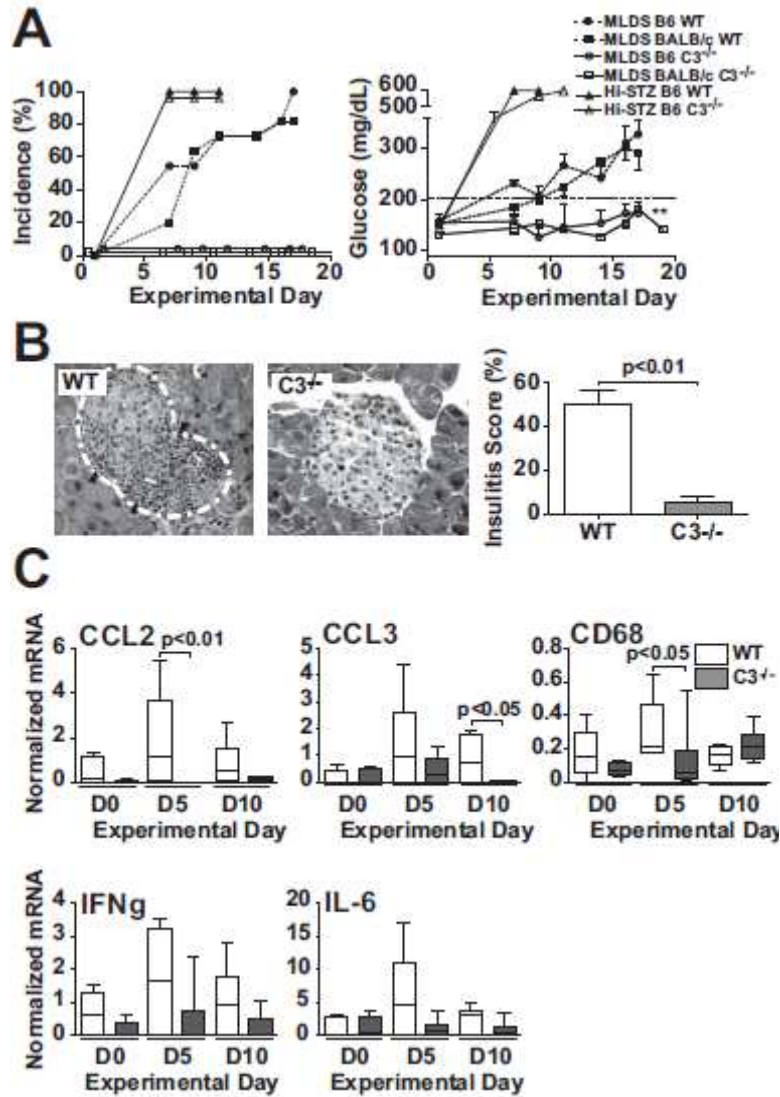 A
MLDS B6 WT
MLDS BALB/c WT
MLDS B6 C3-/-
MLDS BALB/c C3-/-
Hi-STZ B6 WT
Hi-STZ B6 C3-/-
Incidence (%)
100
80
60
40
20
0
0 5 10 15 20
Experimental Day
Glucose (mg/dL)
600
500
300
200
100
**
0 5 10 15 20
Experimental Day
B
WT
C3-/-
Insulitis Score (%)
60
40
20
0
p<0.01
WT C3-/-
C
Normalized mRNA
CCL2
p<0.01
6
4
2
0
D0 D5 D10
Experimental Day
CCL3
p<0.05
5
4
3
2
1
0
D0 D5 D10
Experimental Day
CD68
p<0.05
WT
C3-/-
0.8
0.6
0.4
0.2
0.0
D0 D5 D10
Experimental Day
Normalized mRNA
IFNg
4
3
2
1
0
D0 D5 D10
Experimental Day
IL-6
20
15
10
5
0
D0 D5 D10
Experimental Day